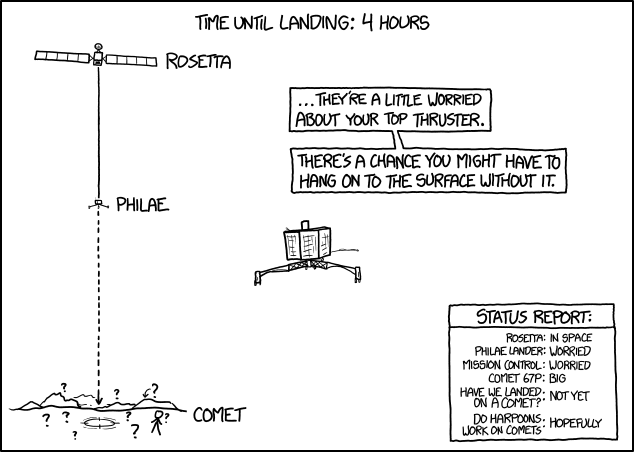 TIME UNTIL LANDING: 4 HOURS
ROSETTA
...THEY'RE A LITTLE WORRIED
ABOUT YOUR TOP THRUSTER.
THERE'S A CHANCE YOU MIGHT HAVE TO
HANG ON TO THE SURFACE WITHOUT IT.
PHILAE
? ? ?
COMET
? ? ? ? ? ?
STATUS REPORT:
ROSETTA: IN SPACE
PHILAE LANDER: WORRIED
MISSION CONTROL: WORRIED
COMET 67P: BIG
HAVE WE LANDED
ON A COMET?: NOT YET
DO HARPOONS
WORK ON COMETS: HOPEFULLY